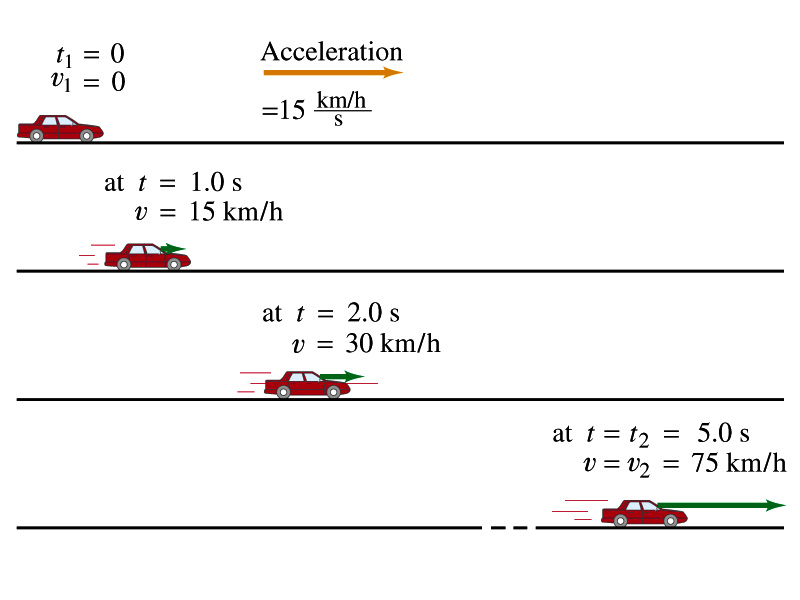 t₁ = 0
v₁ = 0
Acceleration
=15 km/h
s
at t = 1.0 s
v = 15 km/h
at t = 2.0 s
v = 30 km/h
at t = t₂ = 5.0 s
v = v₂ = 75 km/h